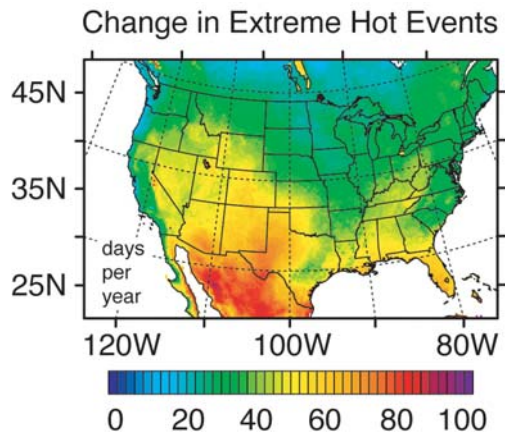 Change in Extreme Hot Events
45N
35N
25N
days
per
year
120W 100W 80W
0 20 40 60 80 100